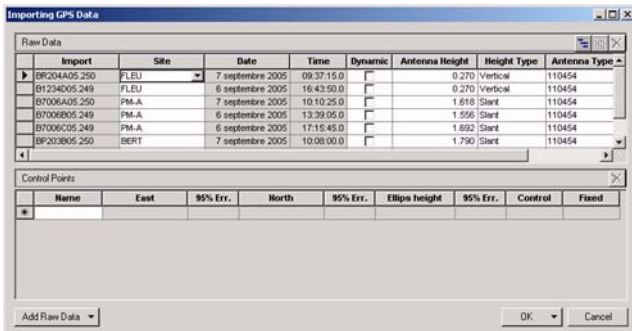 Importing GPS Data
Raw Data
Import Site Date Time Dynamic Antenna Height Height Type Antenna Type
BR204A05.250 FLEU 7 septembre 2005 09:37:15.0 0.270 Vertical 110454
B1234D05.249 FLEU 6 septembre 2005 16:43:50.0 0.270 Vertical 110454
B7006A05.250 PM-A 7 septembre 2005 10:10:25.0 1.618 Slant 110454
B7006B05.249 PM-A 6 septembre 2005 13:39:05.0 1.556 Slant 110454
B7006C05.249 PM-A 6 septembre 2005 17:15:45.0 1.692 Slant 110454
BP203B05.250 BERT 7 septembre 2005 10:08:00.0 1.790 Slant 110454
Control Points
Name East 95% Err. North 95% Err. Ellips height 95% Err. Control Fixed
Add Raw Data OK Cancel